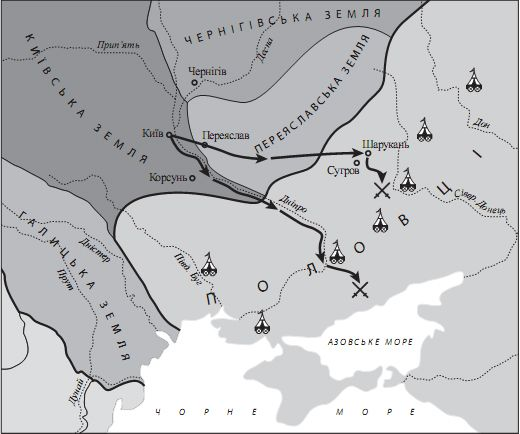 ЧЕРНІГІВСЬКА ЗЕМЛЯ
КИЇВСЬКА ЗЕМЛЯ
Прип'ять
Десна
Чернігів
ПЕРЕЯСЛАВСЬКА ЗЕМЛЯ
Дон
Київ
Переяслав
Шарукань
Сугров
Корсунь
Сівер. Донець
Дніпро
ГАЛИЦЬКА ЗЕМЛЯ
Дністер
Прут
Півд. Буг
ПОЛОВЦІ
АЗОВСЬКЕ МОРЕ
Дунай
ЧОРНЕ МОРЕ